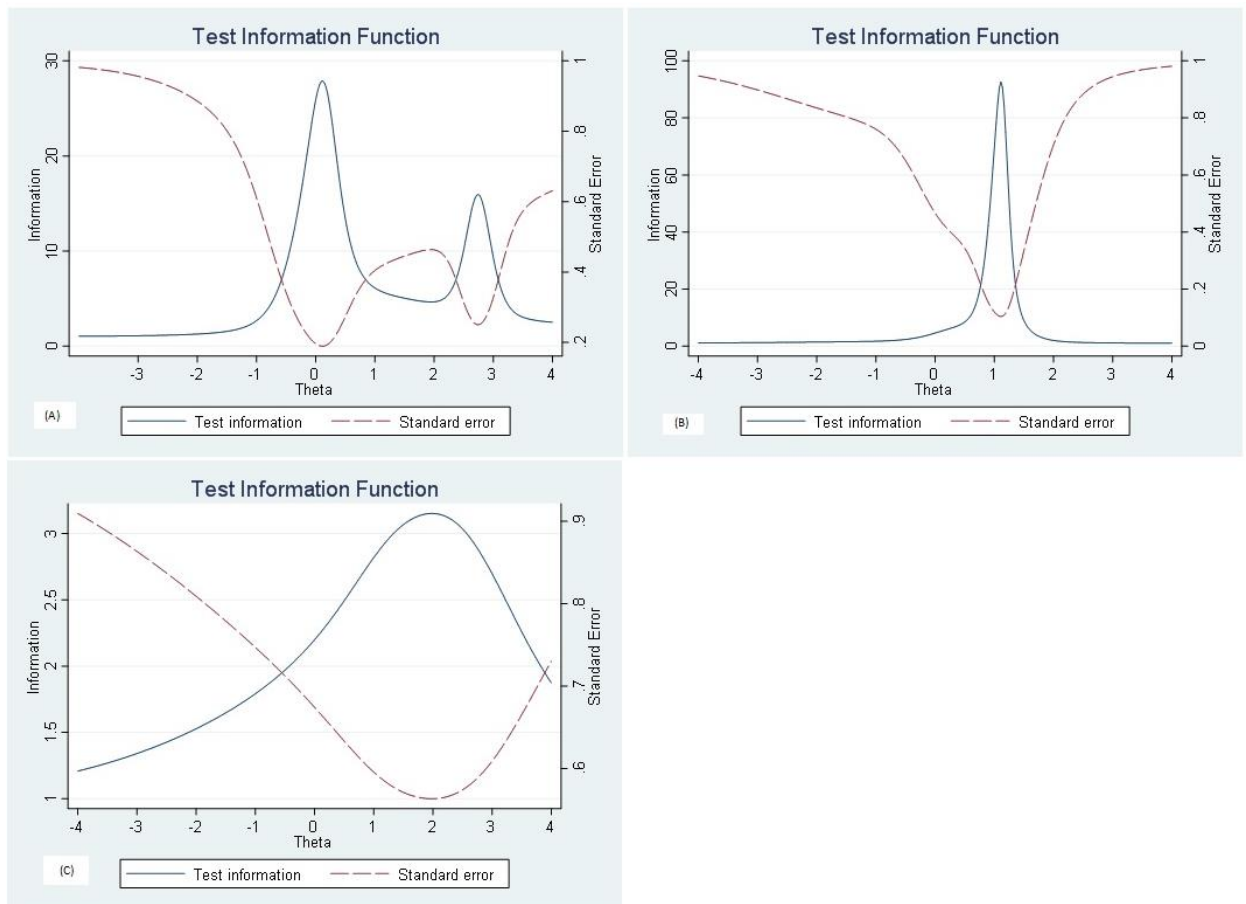 Test Information Function
30
20
10
0
Information
1
.8
.6
.4
.2
Standard Error
-3 -2 -1 0 1 2 3 4
Theta
(A)
Test information Standard error
Test Information Function
100
80
60
40
20
0
Information
1
.8
.6
.4
.2
0
Standard Error
-4 -3 -2 -1 0 1 2 3 4
Theta
(B)
Test information Standard error
Test Information Function
3
2.5
2
1.5
1
Information
.9
.8
.7
.6
Standard Error
-4 -3 -2 -1 0 1 2 3 4
Theta
(C)
Test information Standard error